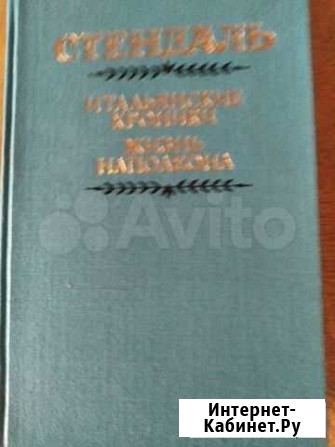 СТЕНДАЛЬ
ИТАЛЬЯНСКИЕ
ХРОНИКИ
ЖИЗНЬ
НАПОЛЕОНА
Avito
Интернет-
Кабинет.Ру